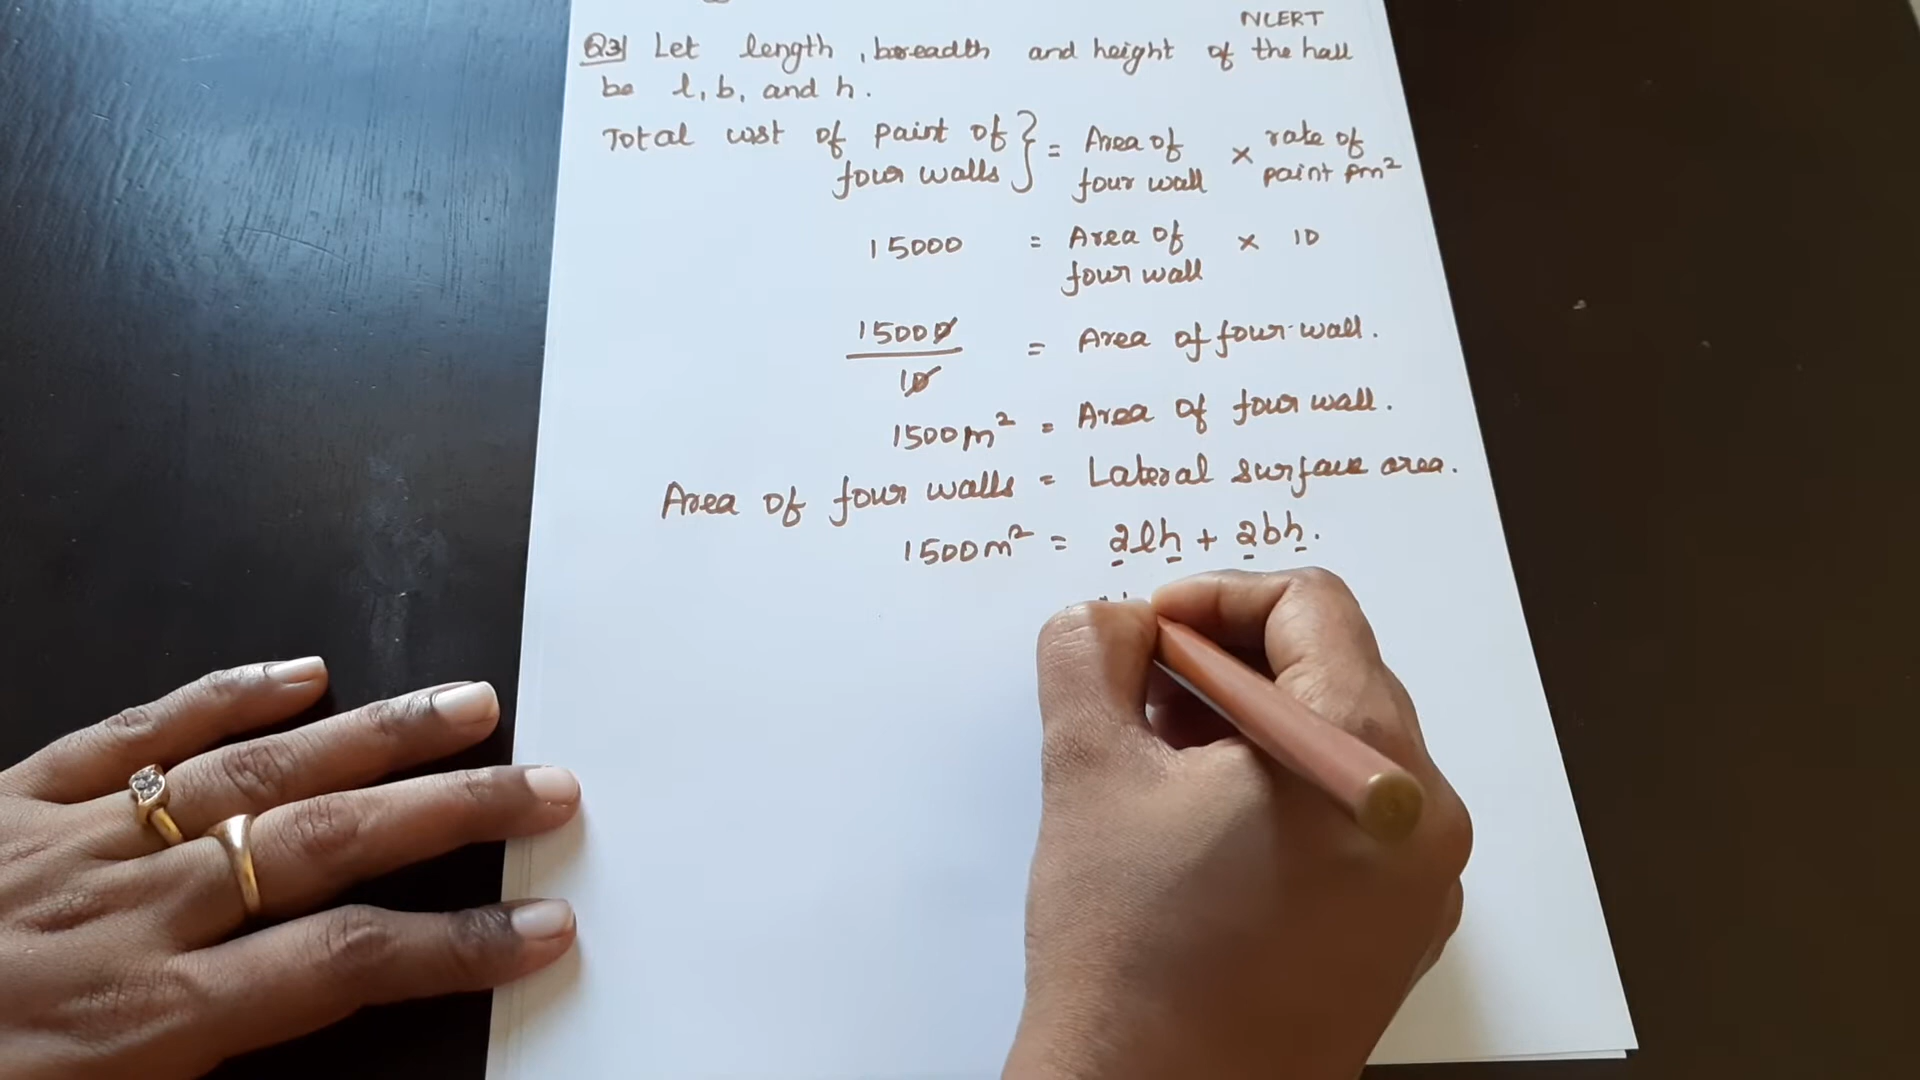 NCERT
Q3| Let length, breadth and height of the hall
be l, b, and h.
Total cost of paint of four walls } = Area of four wall × rate of paint pm²
15000 = Area of four wall × 10
15000/10 = Area of four wall.
1500m² = Area of four wall.
Area of four walls = Lateral surface area.
1500m² = 2lh + 2bh.